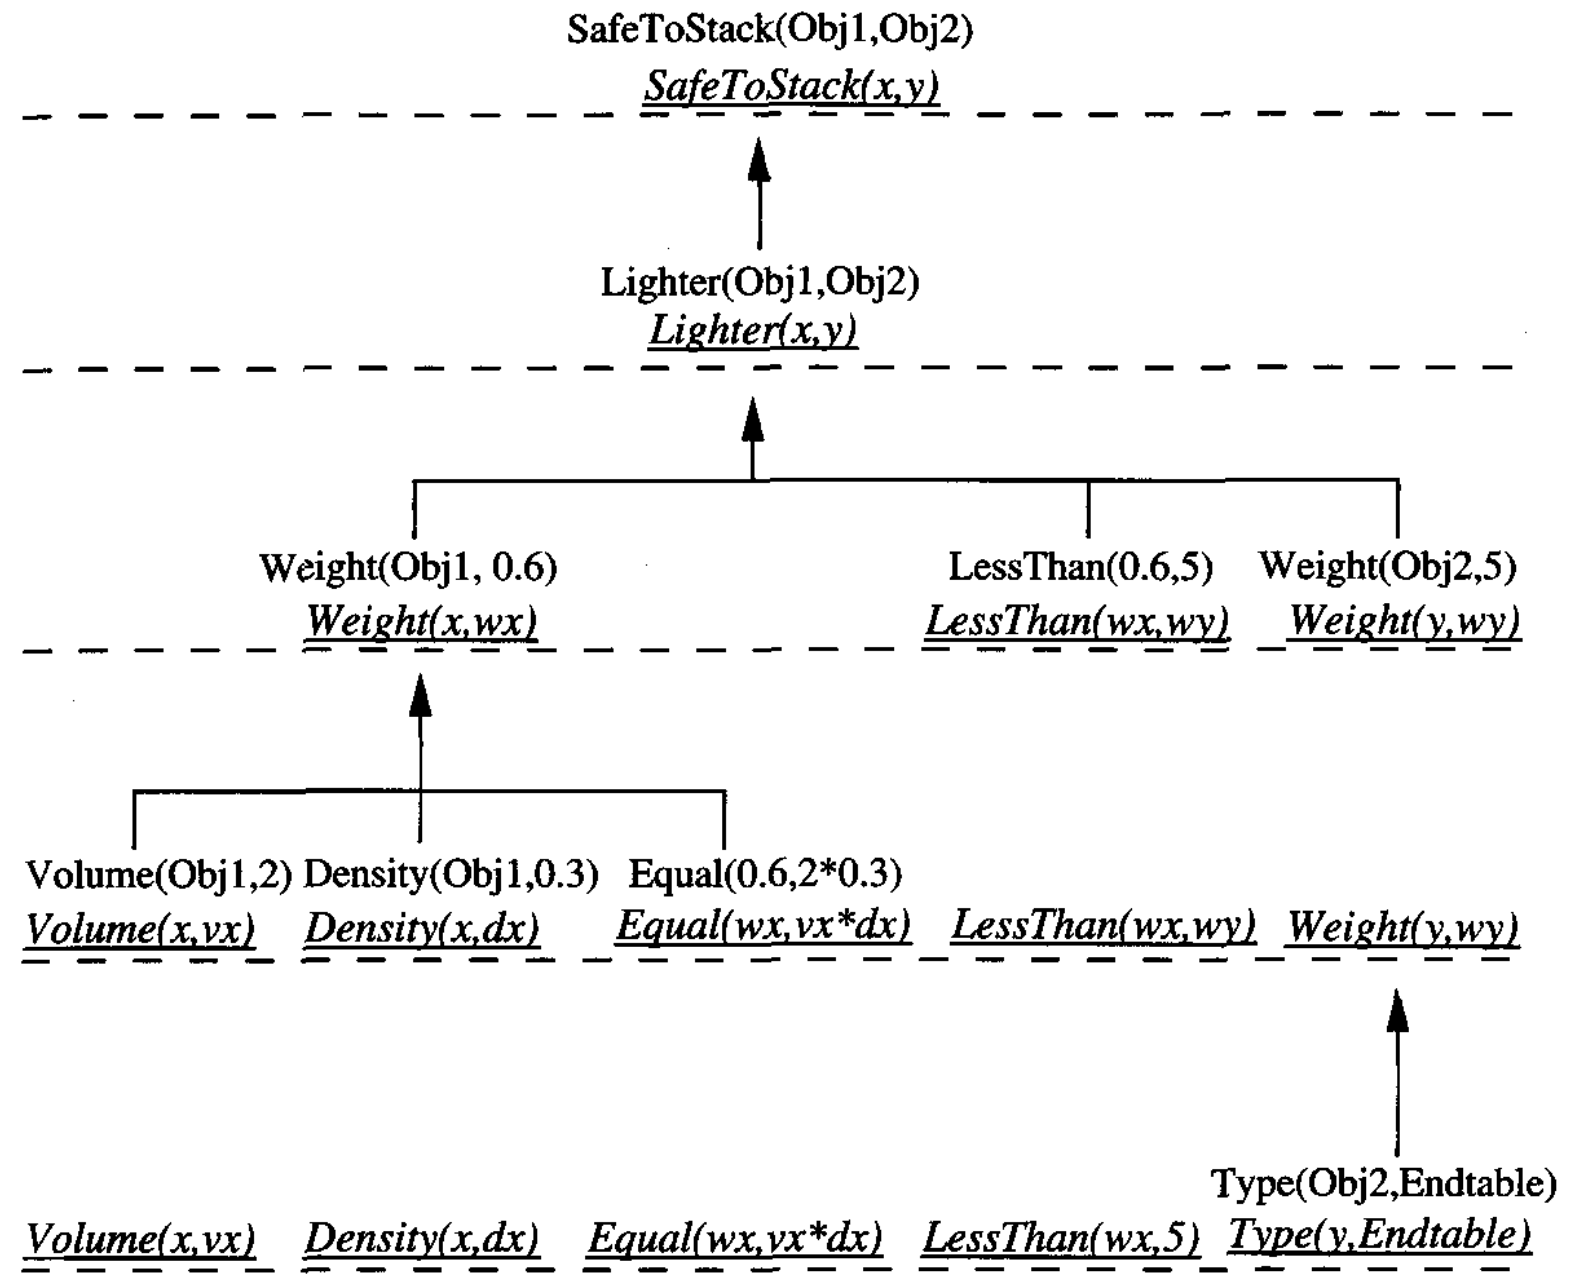 SafeToStack(Obj1,Obj2)
SafeToStack(x,y)
Lighter(Obj1,Obj2)
Lighter(x,y)
Weight(Obj1, 0.6) LessThan(0.6,5) Weight(Obj2,5)
Weight(x,wx) LessThan(wx,wy) Weight(y,wy)
Volume(Obj1,2) Density(Obj1,0.3) Equal(0.6,2*0.3)
Volume(x,vx) Density(x,dx) Equal(wx,vx*dx) LessThan(wx,wy) Weight(y,wy)
Type(Obj2,Endtable)
Volume(x,vx) Density(x,dx) Equal(wx,vx*dx) LessThan(wx,5) Type(y,Endtable)